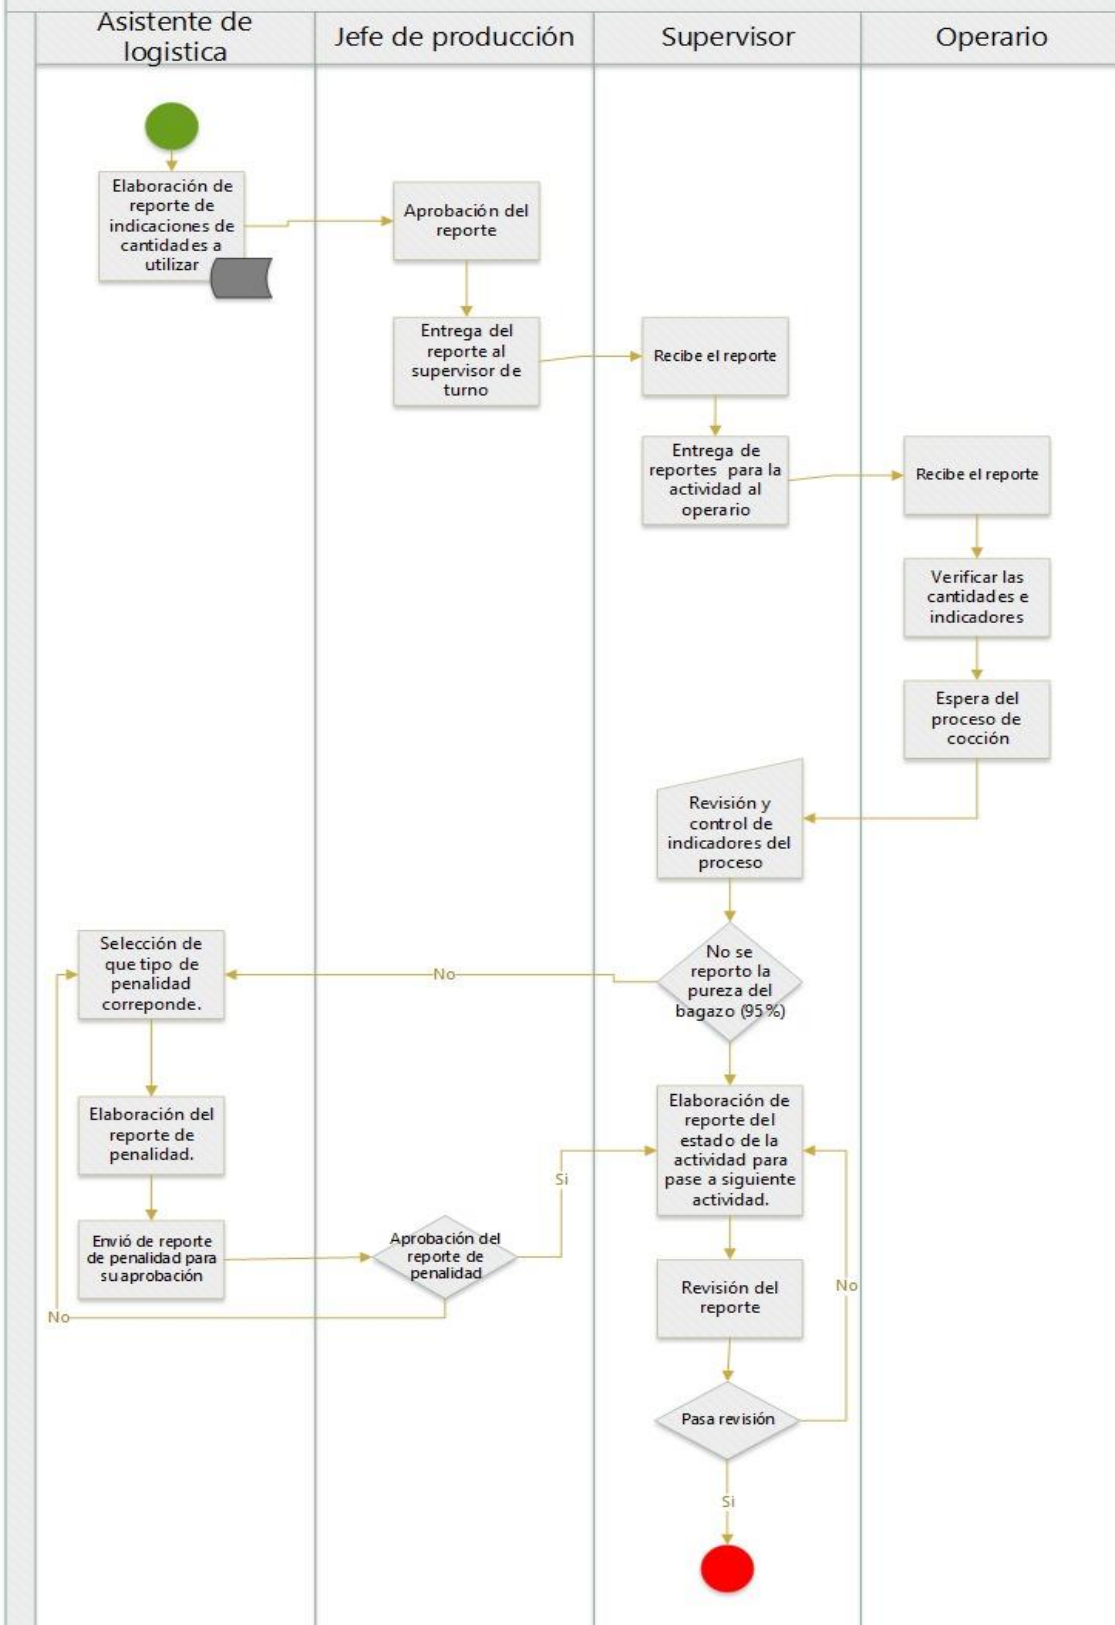 Asistente de
logistica
Jefe de producción
Supervisor
Operario
Elaboración de
reporte de
indicaciones de
cantidades a
utilizar
Aprobación del
reporte
Entrega del
reporte al
supervisor de
turno
Recibe el reporte
Entrega de
reportes para la
actividad al
operario
Recibe el reporte
Verificar las
cantidades e
indicadores
Espera del
proceso de
cocción
Revisión y
control de
indicadores del
proceso
No se
reporto la
pureza del
bagazo (95%)
No
Selección de
que tipo de
penalidad
correponde.
Elaboración del
reporte de
penalidad.
Envió de reporte
de penalidad para
su aprobación
Aprobación del
reporte de
penalidad
No
Si
Elaboración de
reporte del
estado de la
actividad para
pase a siguiente
actividad.
Revisión del
reporte
No
Pasa revisión
Si